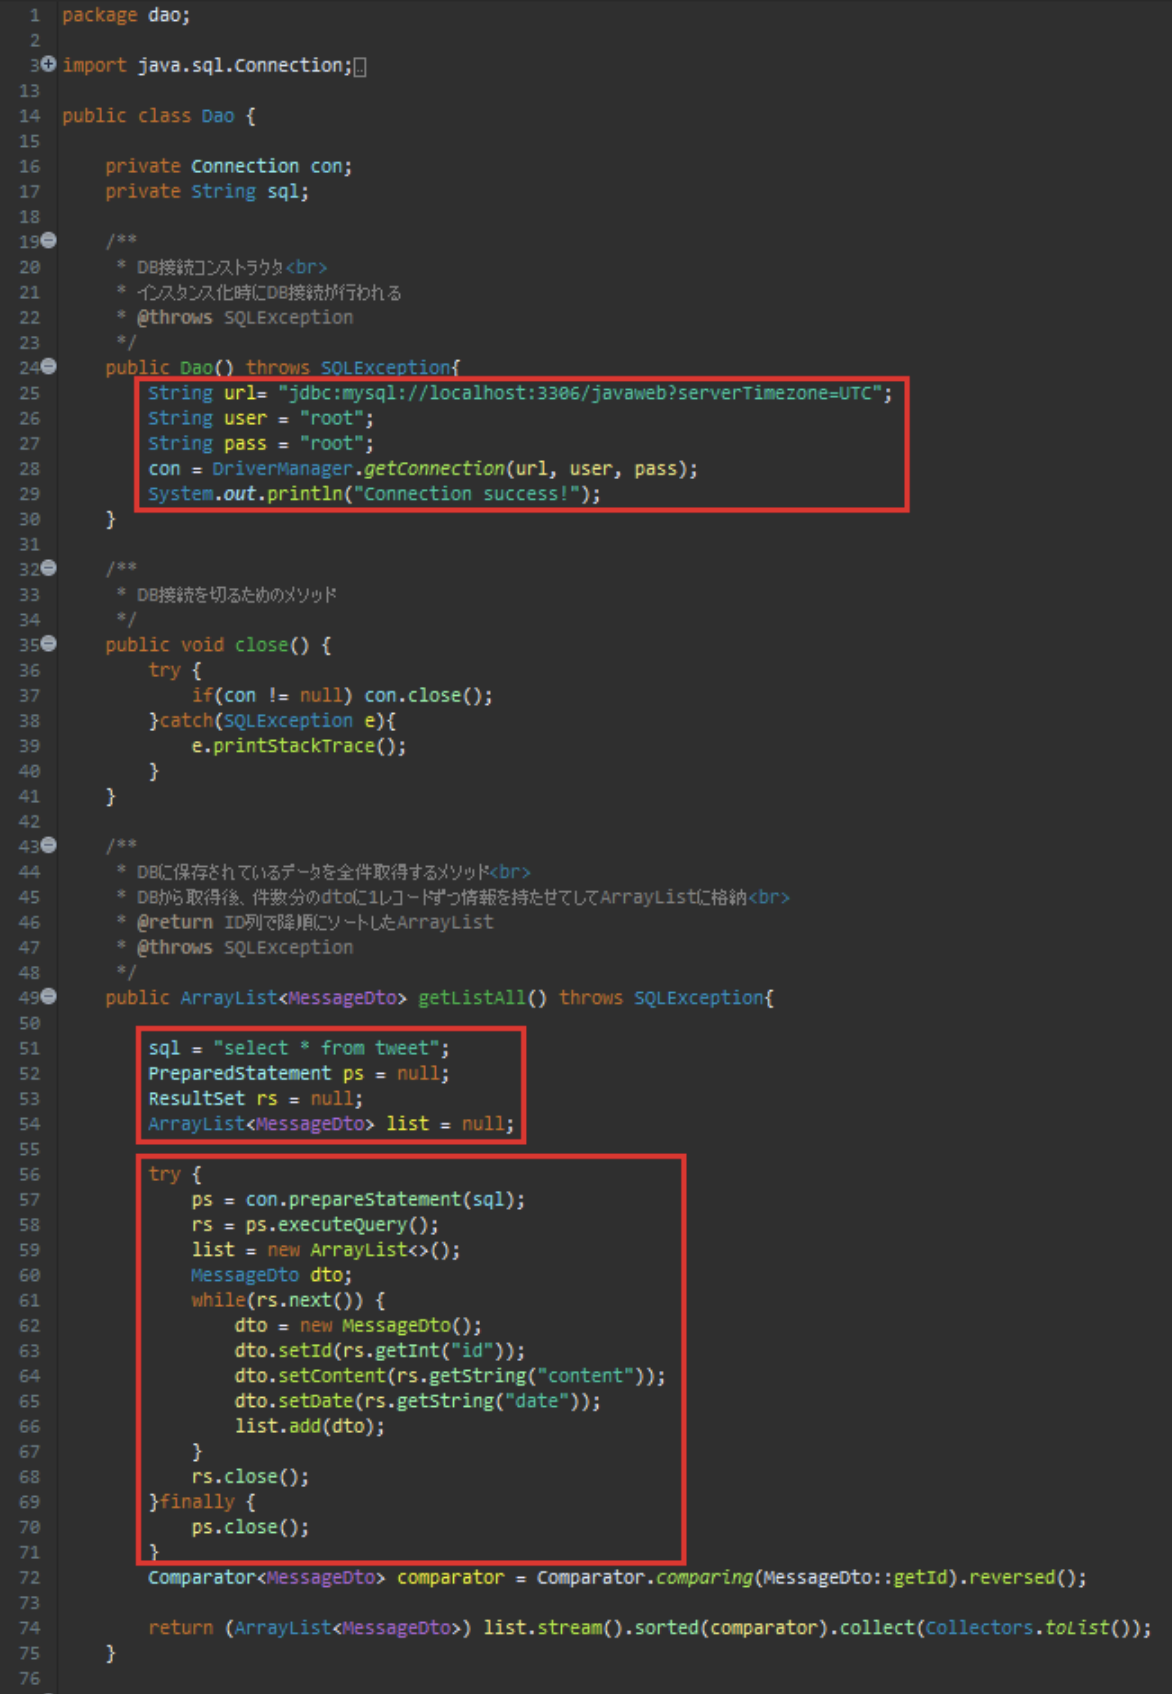 1 package dao;
2
3 import java.sql.Connection;
13
14 public class Dao {
15
16 private Connection con;
17 private String sql;
18
19 /**
20 * DB接続コンストラクタ<br>
21 * インスタンス化時にDB接続が行われる
22 * @throws SQLException
23 */
24 public Dao() throws SQLException{
25 String url= "jdbc:mysql://localhost:3306/javaweb?serverTimezone=UTC";
26 String user = "root";
27 String pass = "root";
28 con = DriverManager.getConnection(url, user, pass);
29 System.out.println("Connection success!");
30 }
31
32 /**
33 * DB接続を切るためのメソッド
34 */
35 public void close() {
36 try {
37 if(con != null) con.close();
38 }catch(SQLException e){
39 e.printStackTrace();
40 }
41 }
42
43 /**
44 * DBに保存されているデータを全件取得するメソッド<br>
45 * DBから取得後、件数分のdtoに1レコードずつ情報を持たせてしてArrayListに格納<br>
46 * @return ID列で降順にソートしたArrayList
47 * @throws SQLException
48 */
49 public ArrayList<MessageDto> getListAll() throws SQLException{
50
51 sql = "select * from tweet";
52 PreparedStatement ps = null;
53 ResultSet rs = null;
54 ArrayList<MessageDto> list = null;
55
56 try {
57 ps = con.prepareStatement(sql);
58 rs = ps.executeQuery();
59 list = new ArrayList<>();
60 MessageDto dto;
61 while(rs.next()) {
62 dto = new MessageDto();
63 dto.setId(rs.getInt("id"));
64 dto.setContent(rs.getString("content"));
65 dto.setDate(rs.getString("date"));
66 list.add(dto);
67 }
68 rs.close();
69 }finally {
70 ps.close();
71 }
72 Comparator<MessageDto> comparator = Comparator.comparing(MessageDto::getId).reversed();
73
74 return (ArrayList<MessageDto>) list.stream().sorted(comparator).collect(Collectors.toList());
75 }
76